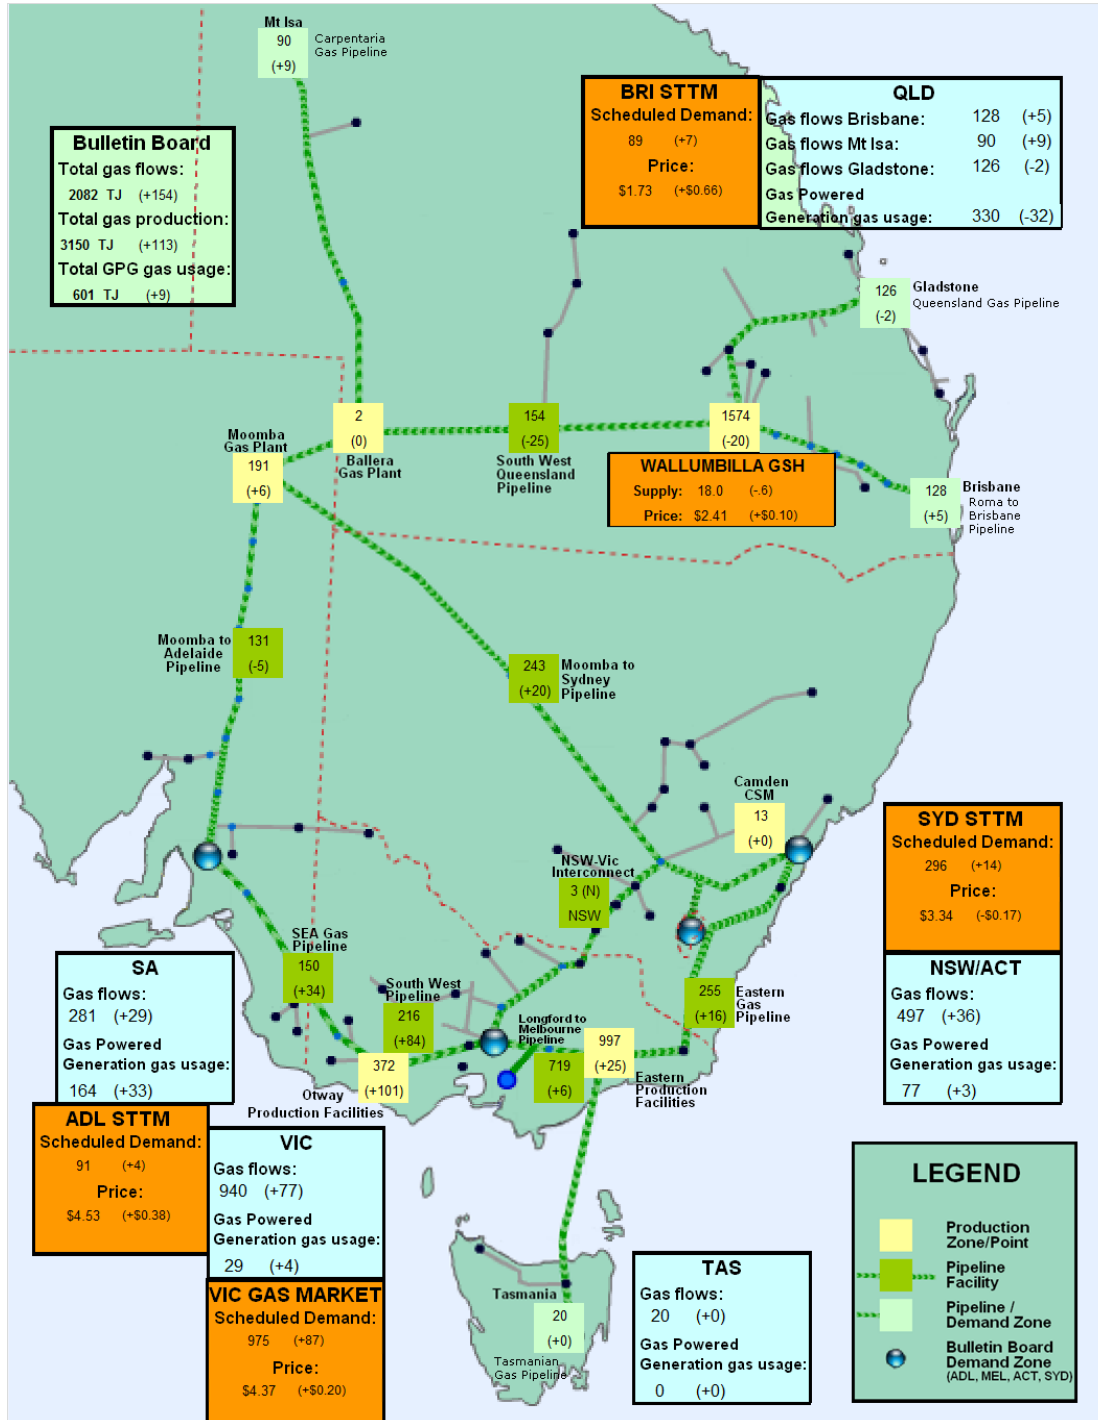 Mt Isa
90
(+9)
Carpentaria
Gas Pipeline
Bulletin Board
Total gas flows:
2082 TJ (+154)
Total gas production:
3150 TJ (+113)
Total GPG gas usage:
601 TJ (+9)
BRI STTM
Scheduled Demand:
89 (+7)
Price:
$1.73 (+$0.66)
QLD
Gas flows Brisbane: 128 (+5)
Gas flows Mt Isa: 90 (+9)
Gas flows Gladstone: 126 (-2)
Gas Powered
Generation gas usage: 330 (-32)
126
(-2)
Gladstone
Queensland Gas Pipeline
2
(0)
Ballera
Gas Plant
154
(-25)
South West
Queensland
Pipeline
1574
(-20)
WALLUMBILLA GSH
Supply: 18.0 (-.6)
Price: $2.41 (+$0.10)
128
(+5)
Brisbane
Roma to
Brisbane
Pipeline
Moomba
Gas Plant
191
(+6)
Moomba to
Adelaide
Pipeline
131
(-5)
243
(+20)
Moomba to
Sydney
Pipeline
Camden
CSM
13
(+0)
NSW-Vic
Interconnect
3 (N)
NSW
SYD STTM
Scheduled Demand:
296 (+14)
Price:
$3.34 (-$0.17)
NSW/ACT
Gas flows:
497 (+36)
Gas Powered
Generation gas usage:
77 (+3)
SEA Gas
Pipeline
150
(+34)
South West
Pipeline
216
(+84)
Longford to
Melbourne
Pipeline
719
(+6)
997
(+25)
Eastern
Production
Facilities
255
(+16)
Eastern
Gas
Pipeline
372
(+101)
Otway
Production Facilities
SA
Gas flows:
281 (+29)
Gas Powered
Generation gas usage:
164 (+33)
ADL STTM
Scheduled Demand:
91 (+4)
Price:
$4.53 (+$0.38)
VIC
Gas flows:
940 (+77)
Gas Powered
Generation gas usage:
29 (+4)
VIC GAS MARKET
Scheduled Demand:
975 (+87)
Price:
$4.37 (+$0.20)
Tasmania
20
(+0)
Tasmanian
Gas Pipeline
TAS
Gas flows:
20 (+0)
Gas Powered
Generation gas usage:
0 (+0)
LEGEND
Production
Zone/Point
Pipeline
Facility
Pipeline /
Demand Zone
Bulletin Board
Demand Zone
(ADL, MEL, ACT, SYD)